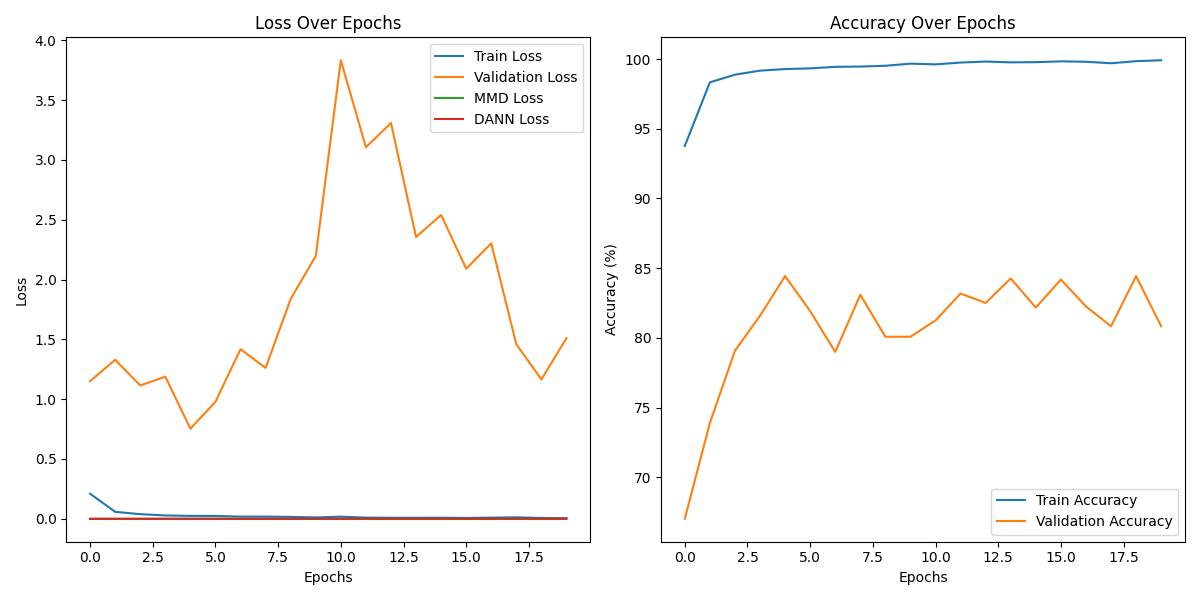 Loss Over Epochs
Loss
4.0
3.5
3.0
2.5
2.0
1.5
1.0
0.5
0.0
Train Loss
Validation Loss
MMD Loss
DANN Loss
0.0 2.5 5.0 7.5 10.0 12.5 15.0 17.5
Epochs
Accuracy Over Epochs
Accuracy (%)
100
95
90
85
80
75
70
Train Accuracy
Validation Accuracy
0.0 2.5 5.0 7.5 10.0 12.5 15.0 17.5
Epochs